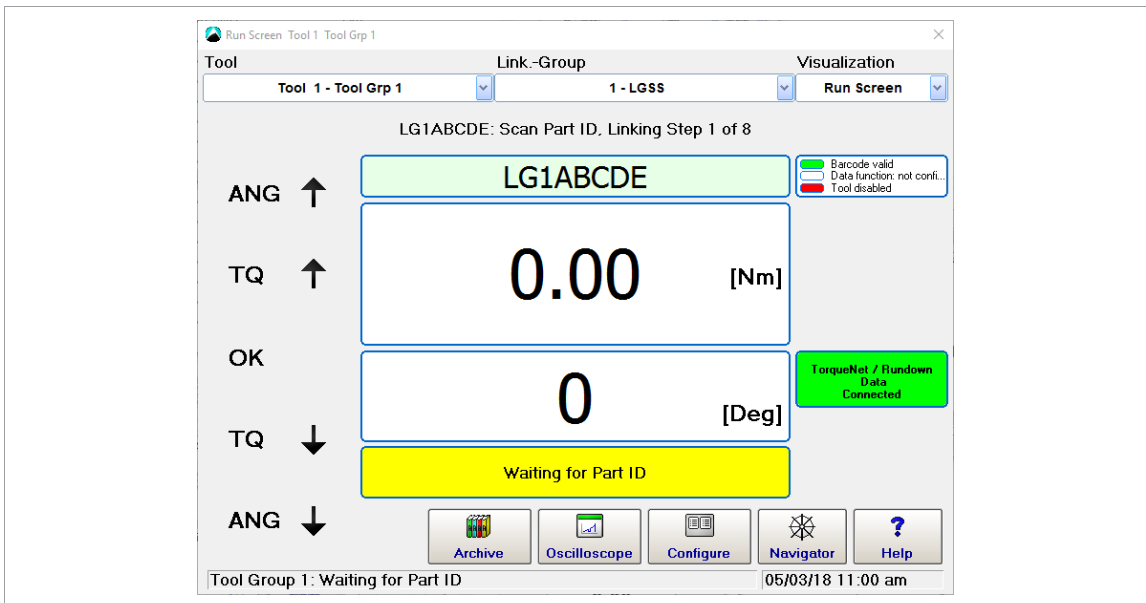 Run Screen Tool 1 Tool Grp 1
Tool Link.-Group Visualization
Tool 1 - Tool Grp 1 1 - LGSS Run Screen
LG1ABCDE: Scan Part ID, Linking Step 1 of 8
LG1ABCDE
Barcode valid
Data function: not confi...
Tool disabled
ANG
TQ 0.00 [Nm]
OK
TorqueNet / Rundown
Data
Connected
0 [Deg]
TQ
Waiting for Part ID
ANG
Archive Oscilloscope Configure Navigator Help
Tool Group 1: Waiting for Part ID 05/03/18 11:00 am